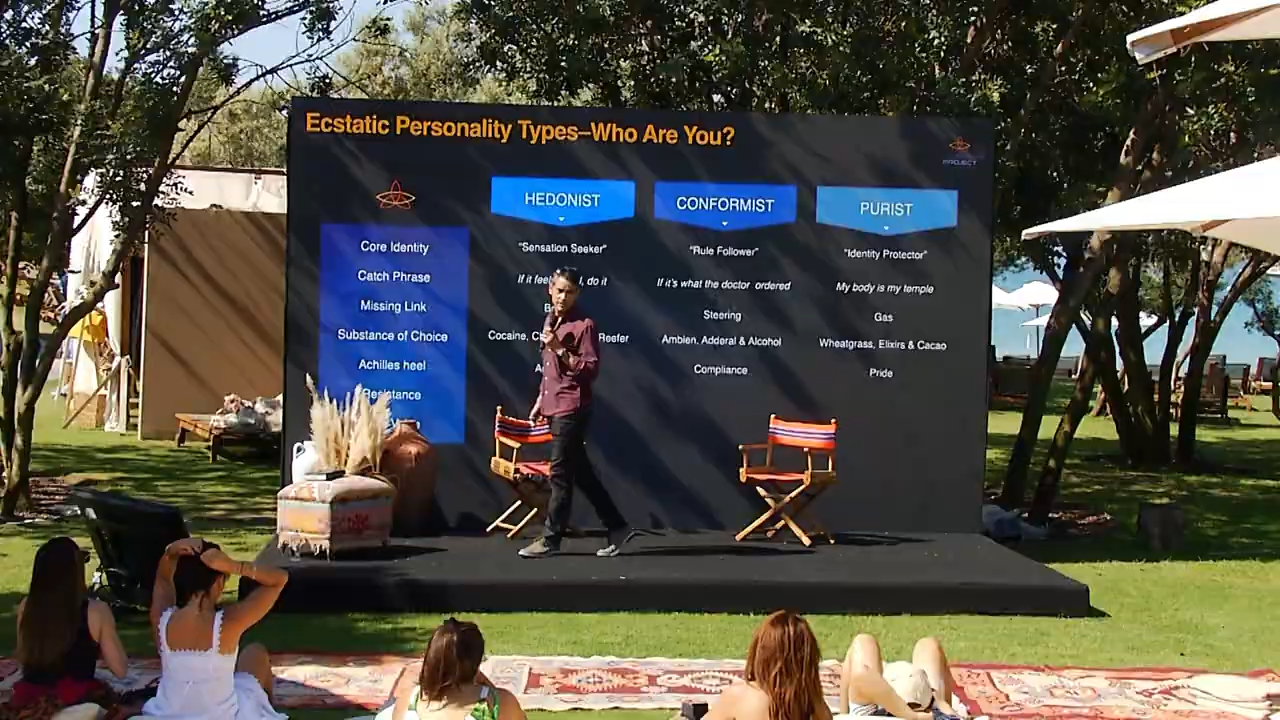 Ecstatic Personality Types–Who Are You?
PROJECT
HEDONIST CONFORMIST PURIST
Core Identity "Sensation Seeker" "Rule Follower" "Identity Protector"
Catch Phrase If it do it If it's what the doctor ordered My body is my temple
Missing Link Steering Gas
Substance of Choice Cocaine, Reefer Ambien, Adderal & Alcohol Wheatgrass, Elixirs & Cacao
Achilles heel Compliance Pride
Resistance